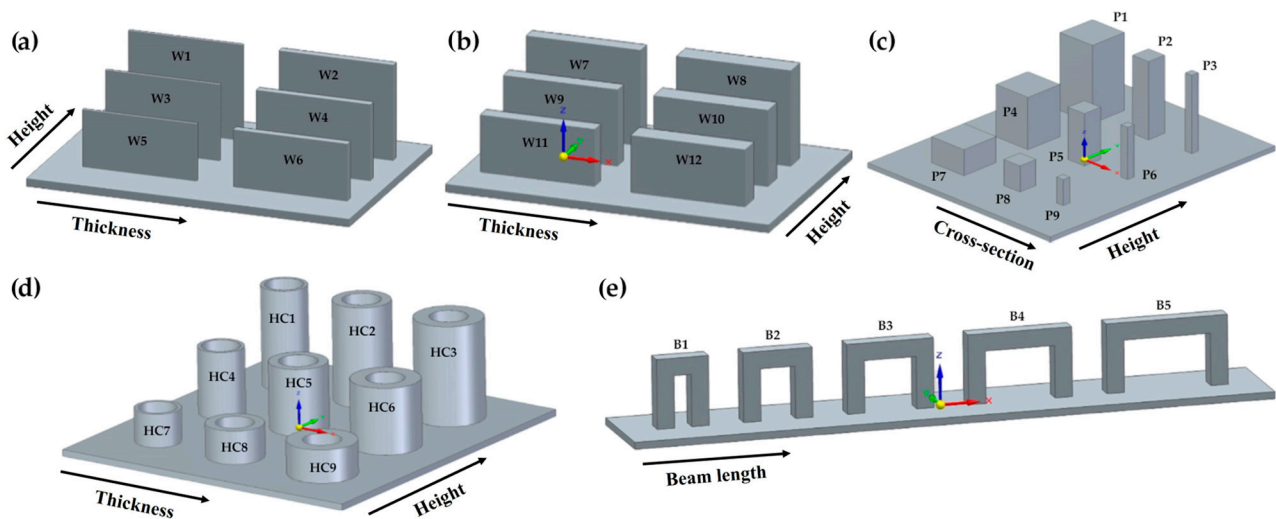 (a)
W1
W2
W3
W4
W5
W6
Height
Thickness
(b)
W7
W8
W9
z
Y
W10
W11
x
W12
Thickness
Height
(c)
P1
P2
P3
P4
z
Y
P5
x
P6
P7
P8
P9
Cross-section
Height
(d)
HC1
HC2
HC3
HC4
HC5
z
Y
x
HC6
HC7
HC8
HC9
Thickness
Height
(e)
B1
B2
B3
B4
B5
Z
Y
X
Beam length